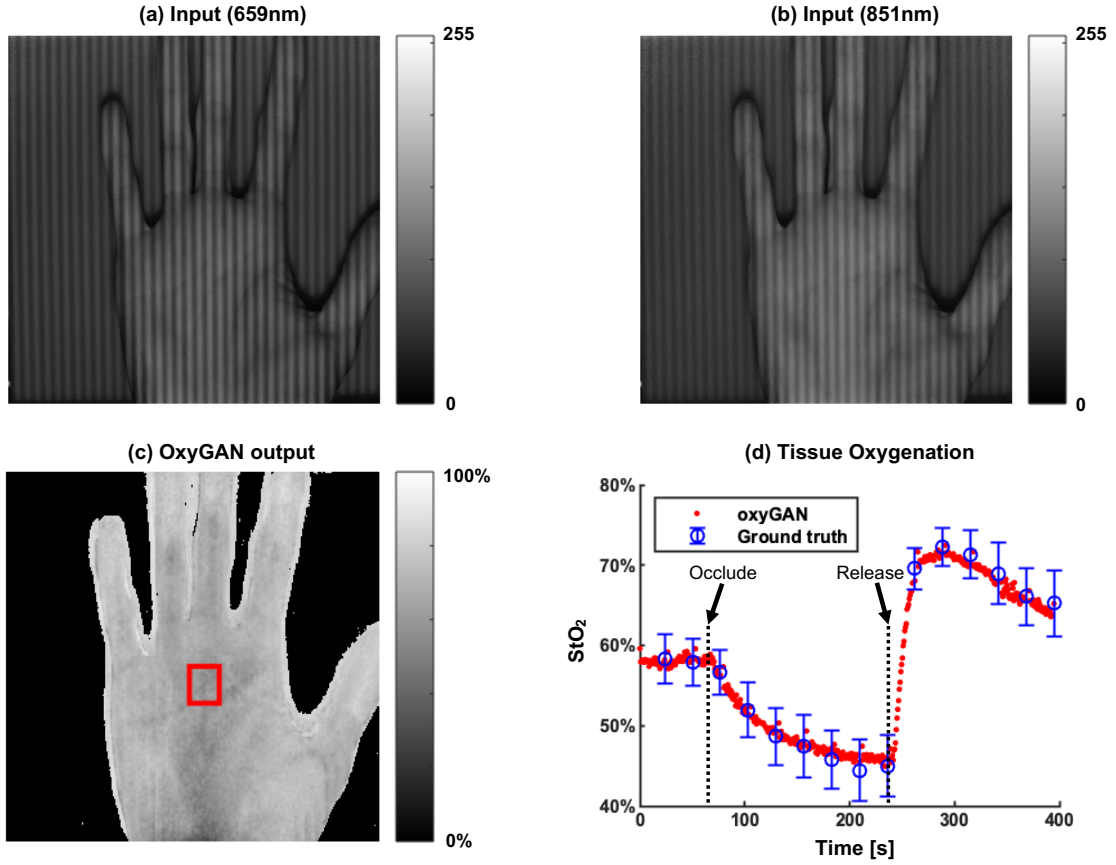 (a) Input (659nm)
255
0
(b) Input (851nm)
255
0
(c) OxyGAN output
100%
0%
(d) Tissue Oxygenation
80%
70%
60%
50%
40%
StO₂
oxyGAN
Ground truth
Occlude
Release
0
100
200
300
400
Time [s]